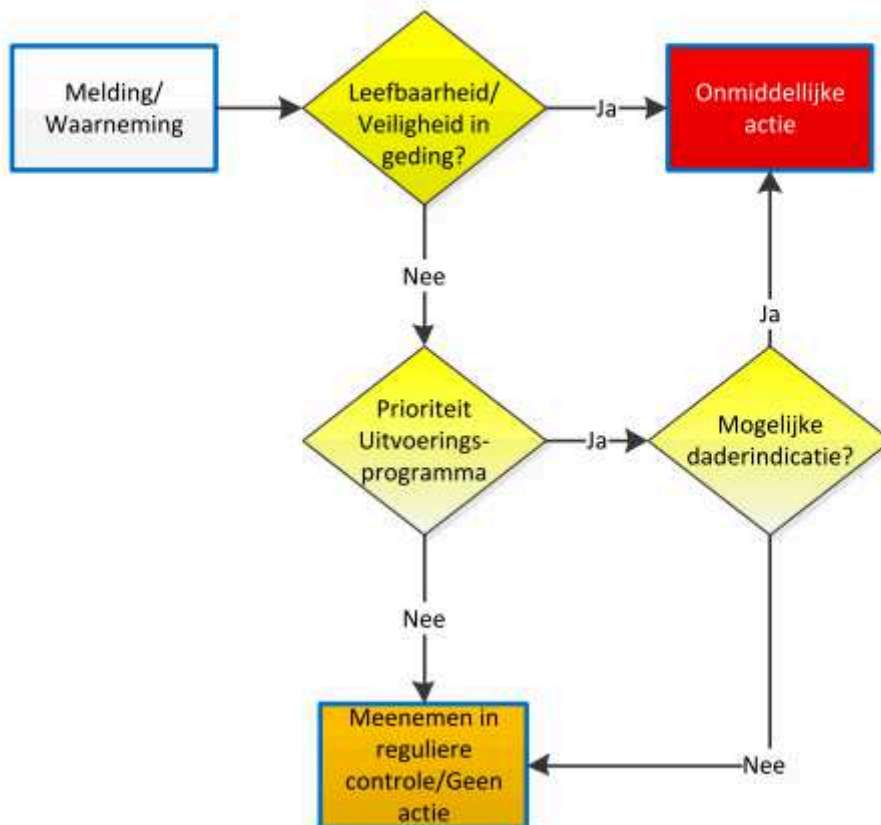 Melding/
Waarneming
Leefbaarheid/
Veiligheid in
geding?
Ja
Onmiddellijke
actie
Nee
Ja
Prioriteit
Uitvoerings-
programma
Ja
Mogelijke
daderindicatie?
Nee
Meenemen in
reguliere
controle/Geen
actie
Nee